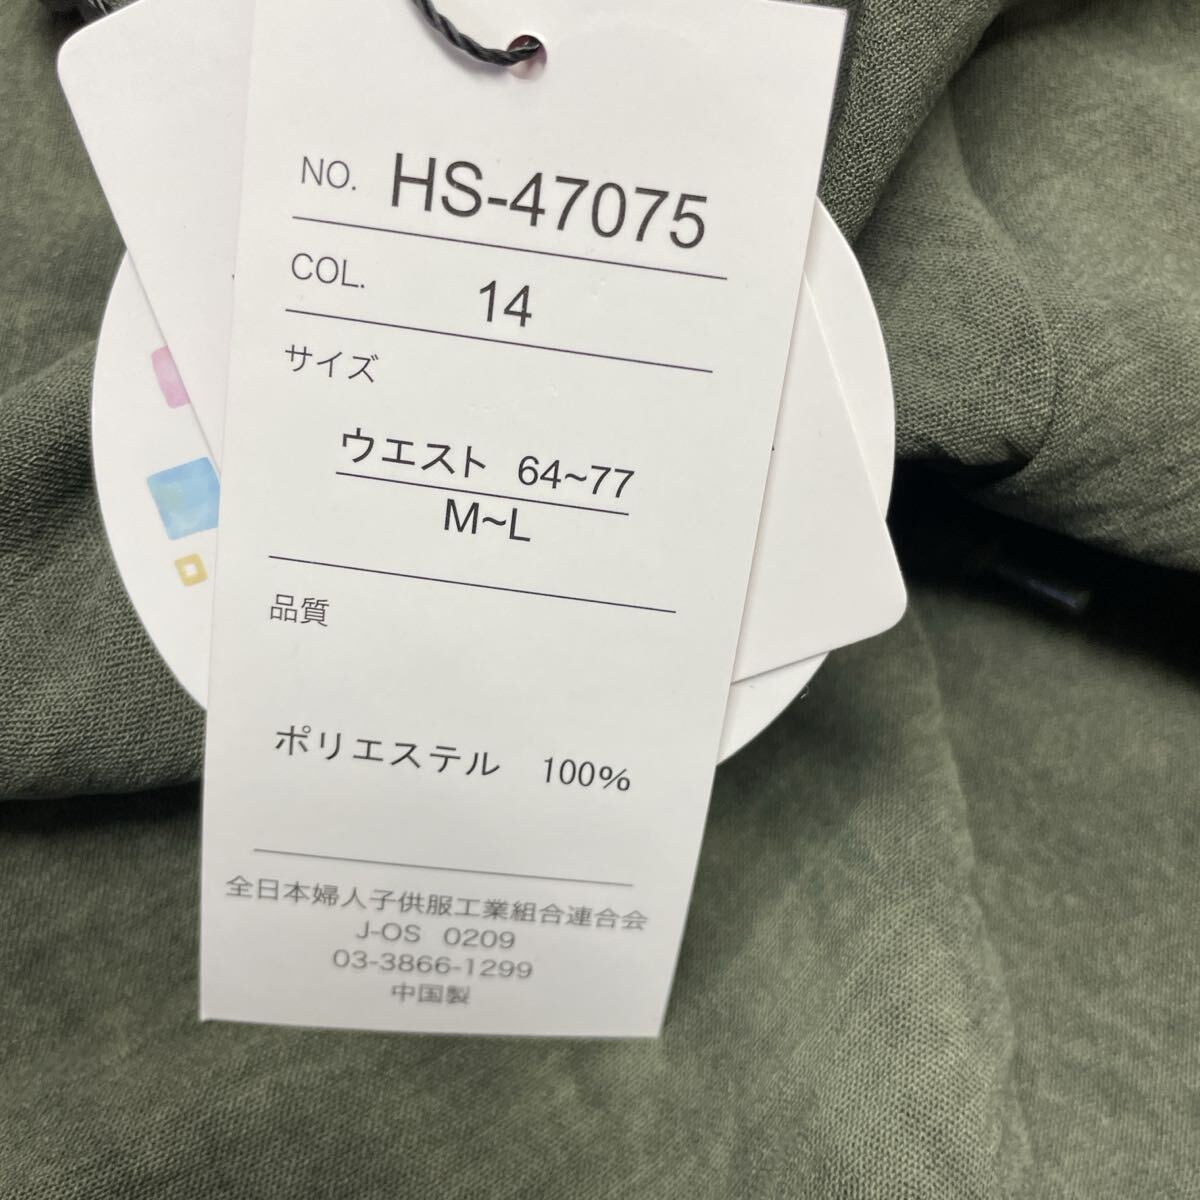 NO. HS-47075
COL. 14
サイズ
ウエスト 64~77
M~L
品質
ポリエステル 100%
全日本婦人子供服工業組合連合会
J-OS 0209
03-3866-1299
中国製